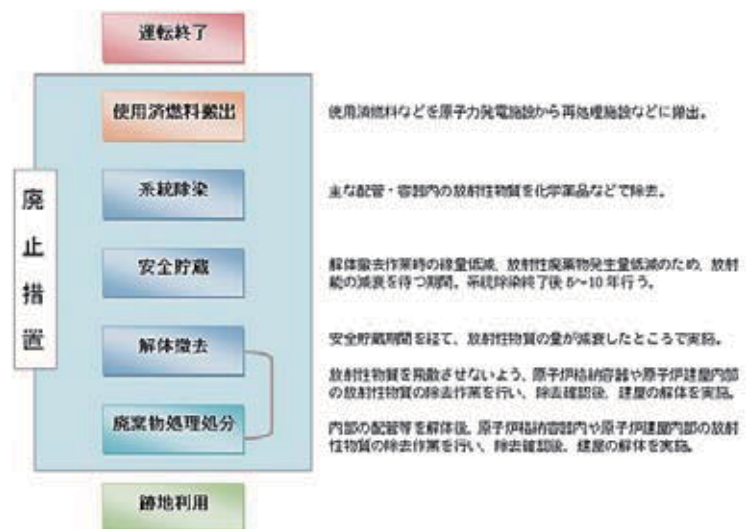 運転終了
廃止措置
使用済燃料搬出
使用済燃料などを原子力発電施設から再処理施設などに搬出。
系統除染
主な配管・容器内の放射性物質を化学薬品などで除去。
安全貯蔵
解体撤去作業時の線量低減、放射性廃棄物発生量低減のため、放射
能の減衰を待つ期間。系統除染終了後5~10年行う。
解体撤去
安全貯蔵期間を経て、放射性物質の量が減衰したところで実施。
放射性物質を飛散させないよう、原子炉格納容器や原子炉建屋内部
の放射性物質の除去作業を行い、除去確認後、建屋の解体を実施。
廃棄物処理処分
内部の配管等を解体後、原子炉格納容器内や原子炉建屋内部の放射
性物質の除去作業を行い、除去確認後、建屋の解体を実施。
跡地利用